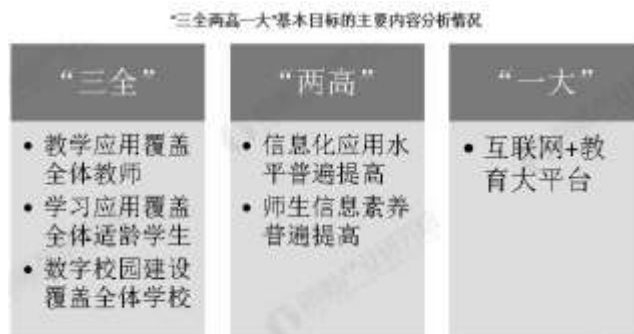 “三全两高一大”基本目标的主要内容分析情况
“三全”
• 教学应用覆盖
全体教师
• 学习应用覆盖
全体适龄学生
• 数字校园建设
覆盖全体学校
“两高”
• 信息化应用水
平普遍提高
• 师生信息素养
普遍提高
“一大”
• 互联网+教
育大平台